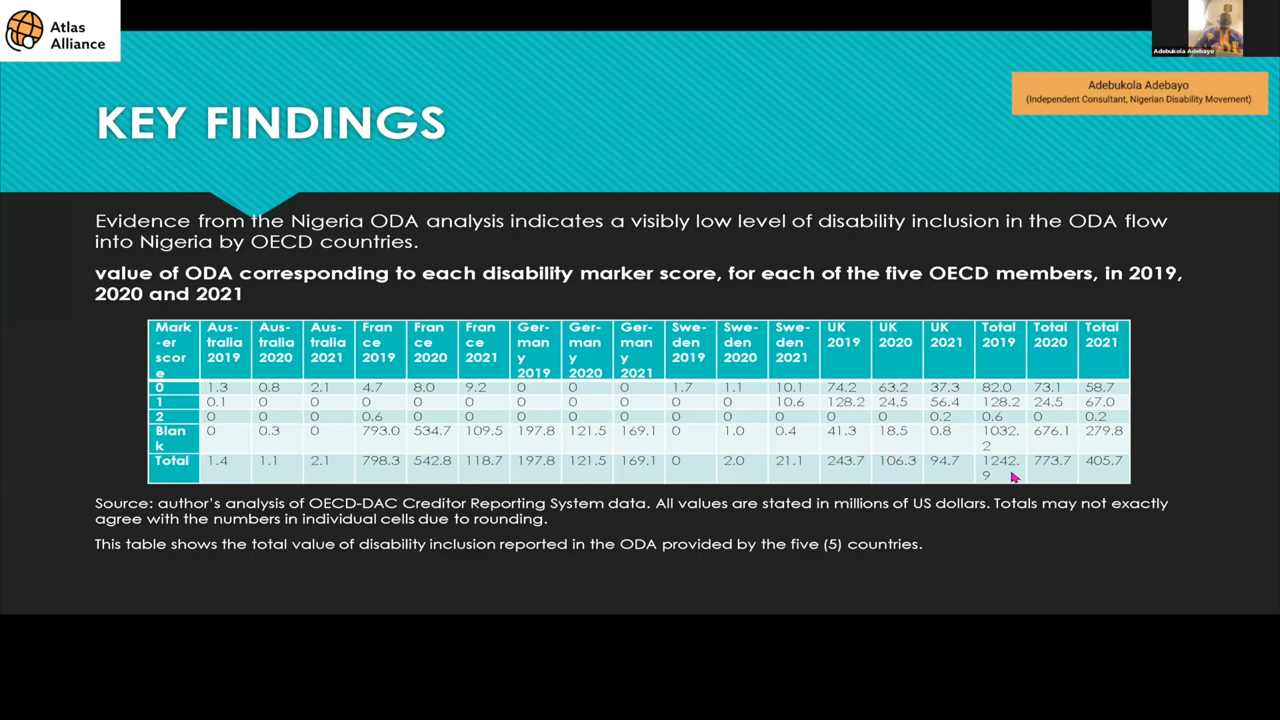 Atlas
Alliance
Adebukola Adebayo
Adebukola Adebayo
(Independent Consultant, Nigerian Disability Movement)
KEY FINDINGS
Evidence from the Nigeria ODA analysis indicates a visibly low level of disability inclusion in the ODA flow
into Nigeria by OECD countries.
value of ODA corresponding to each disability marker score, for each of the five OECD members, in 2019,
2020 and 2021
Mark Aus- Aus- Aus- Fran Fran Fran Ger- Ger- Ger- Swe- Swe- Swe- UK UK UK Total Total Total
-er tralia tralia tralia ce ce ce man man man den den den 2019 2020 2021 2019 2020 2021
scor 2019 2020 2021 2019 2020 2021 y y y 2019 2020 2021
e 2019 2020 2021
0 1.3 0.8 2.1 4.7 8.0 9.2 0 0 0 1.7 1.1 10.1 74.2 63.2 37.3 82.0 73.1 58.7
1 0.1 0 0 0 0 0 0 0 0 0 0 10.6 128.2 24.5 56.4 128.2 24.5 67.0
2 0 0 0 0.6 0 0 0 0 0 0 0 0 0 0 0.2 0.6 0 0.2
Blan 0 0.3 0 793.0 534.7 109.5 197.8 121.5 169.1 0 1.0 0.4 41.3 18.5 0.8 1032. 676.1 279.8
k 2
Total 1.4 1.1 2.1 798.3 542.8 118.7 197.8 121.5 169.1 0 2.0 21.1 243.7 106.3 94.7 1242. 773.7 405.7
9
Source: author's analysis of OECD-DAC Creditor Reporting System data. All values are stated in millions of US dollars. Totals may not exactly
agree with the numbers in individual cells due to rounding.
This table shows the total value of disability inclusion reported in the ODA provided by the five (5) countries.